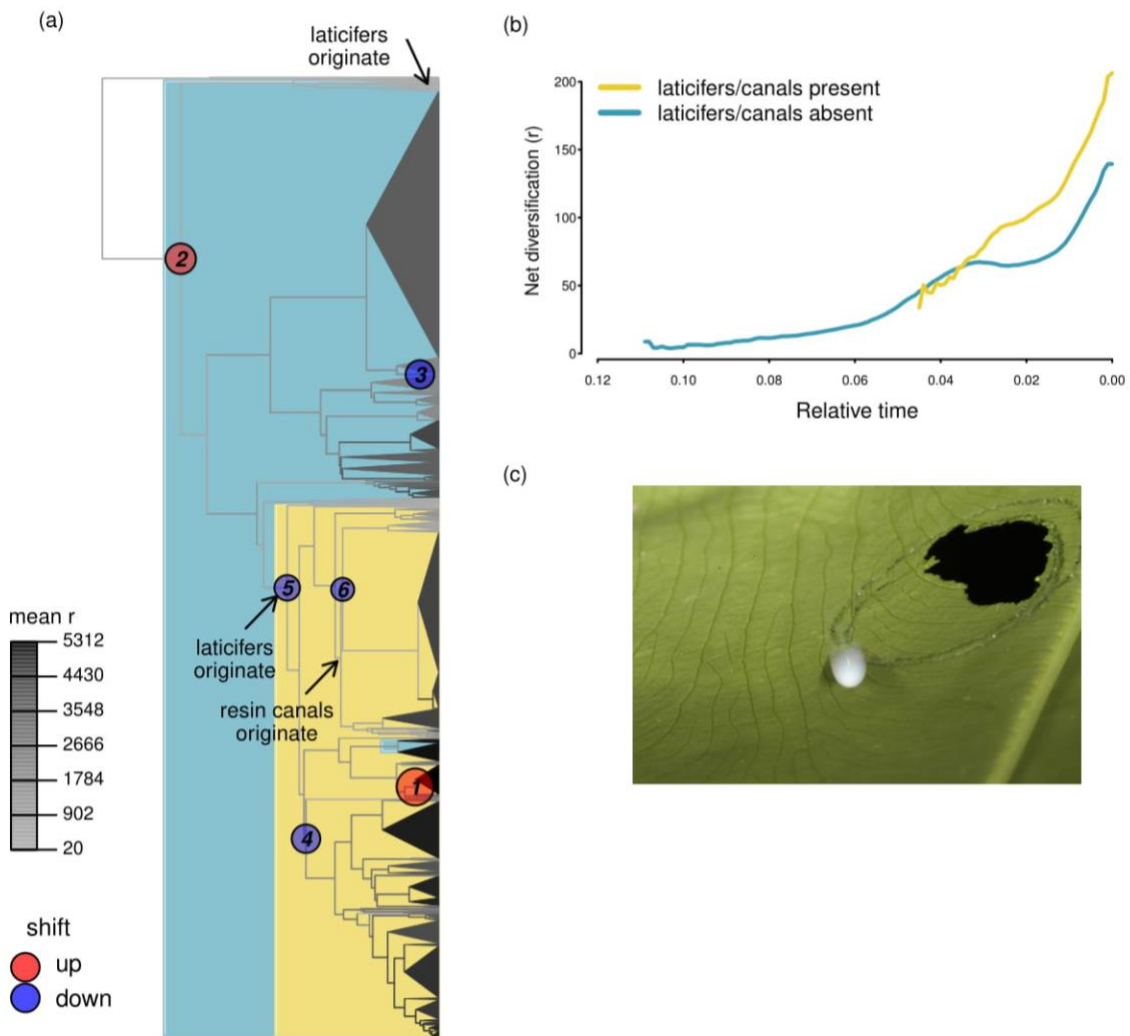 (a)
laticifers
originate
2
3
5
6
laticifers
originate
resin canals
originate
1
4
mean r
5312
4430
3548
2666
1784
902
20
shift
up
down
(b)
laticifers/canals present
laticifers/canals absent
Net diversification (r)
200
150
100
50
0
0.12 0.10 0.08 0.06 0.04 0.02 0.00
Relative time
(c)